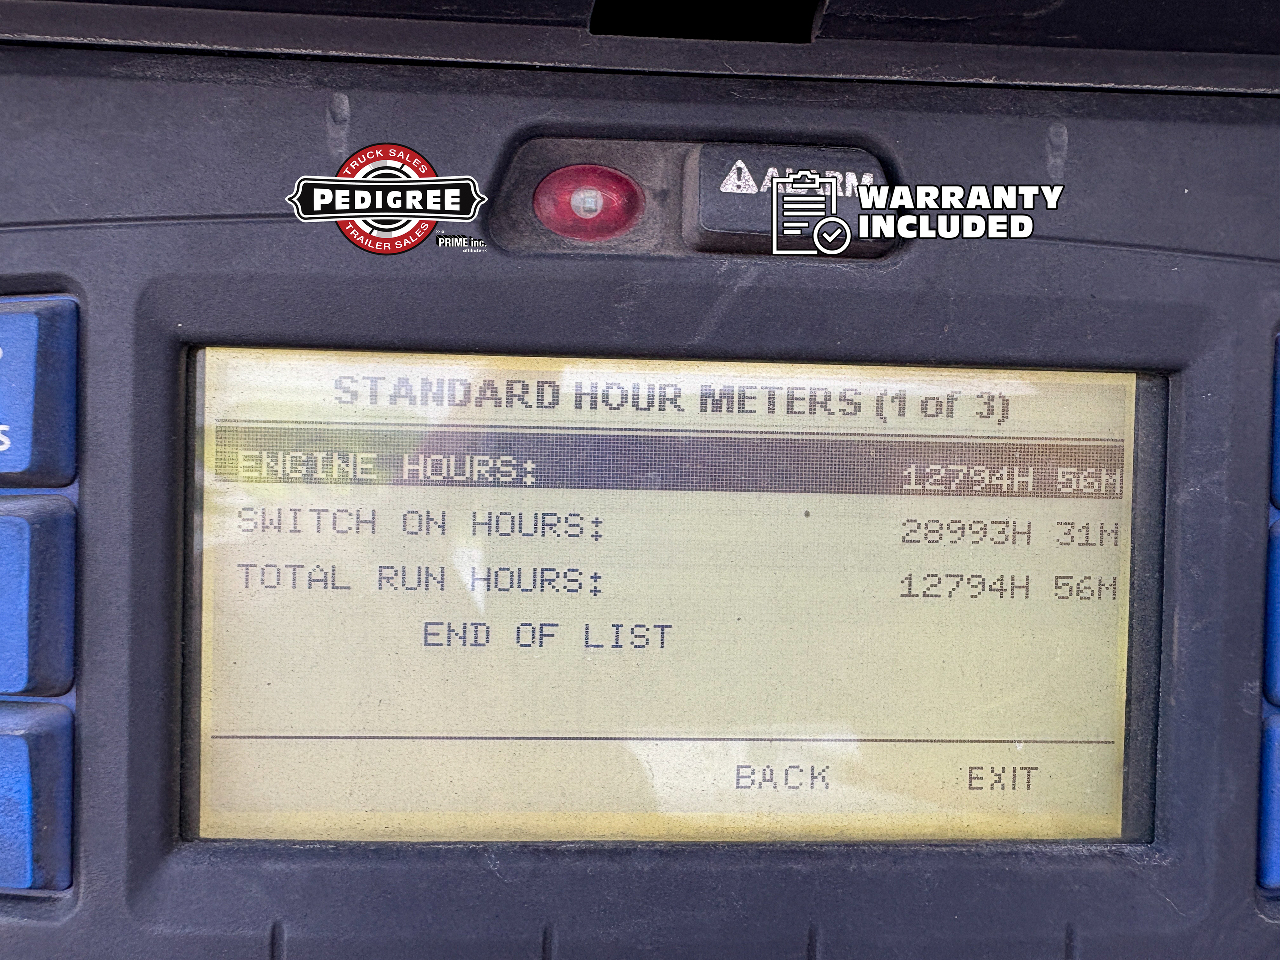 TRUCK SALES
PEDIGREE
TRAILER SALES
PRIME inc.
ALARM
WARRANTY
INCLUDED
S
STANDARD HOUR METERS (1 of 3)
ENGINE HOURS: 12794H 56M
SWITCH ON HOURS: 28993H 31M
TOTAL RUN HOURS: 12794H 56M
END OF LIST
BACK EXIT